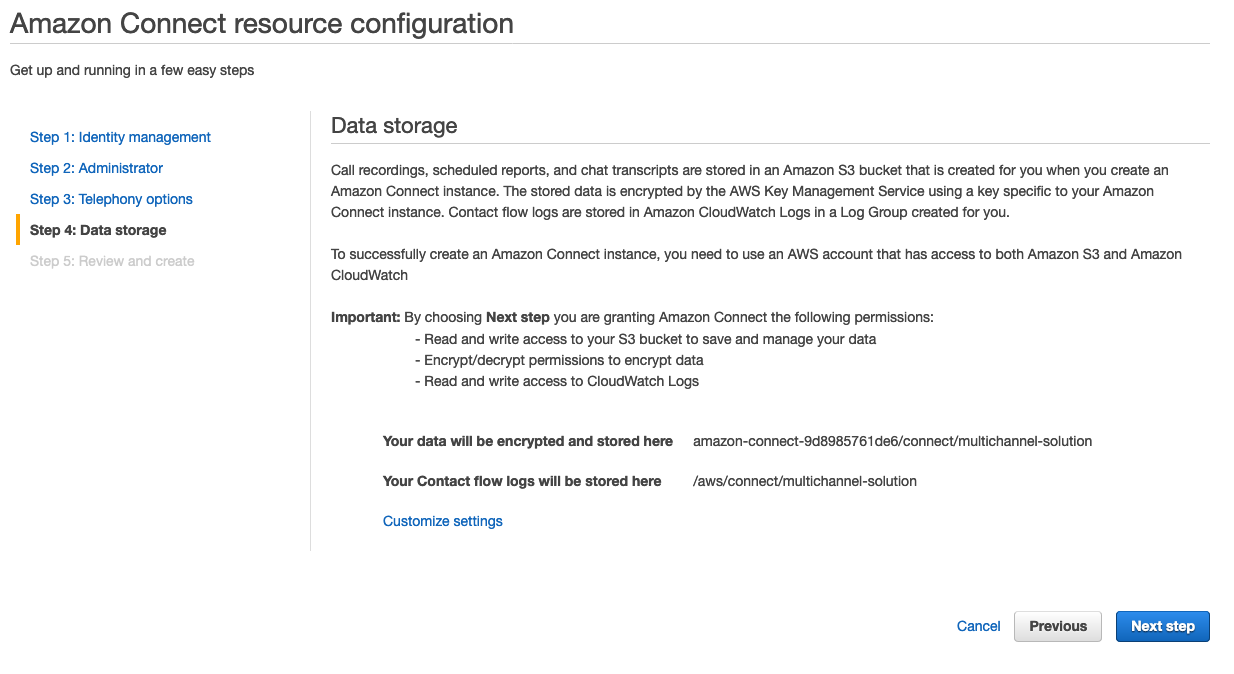 Amazon Connect resource configuration
Get up and running in a few easy steps
Step 1: Identity management
Step 2: Administrator
Step 3: Telephony options
Step 4: Data storage
Step 5: Review and create
Data storage
Call recordings, scheduled reports, and chat transcripts are stored in an Amazon S3 bucket that is created for you when you create an
Amazon Connect instance. The stored data is encrypted by the AWS Key Management Service using a key specific to your Amazon
Connect instance. Contact flow logs are stored in Amazon CloudWatch Logs in a Log Group created for you.
To successfully create an Amazon Connect instance, you need to use an AWS account that has access to both Amazon S3 and Amazon
CloudWatch
Important: By choosing Next step you are granting Amazon Connect the following permissions:
- Read and write access to your S3 bucket to save and manage your data
- Encrypt/decrypt permissions to encrypt data
- Read and write access to CloudWatch Logs
Your data will be encrypted and stored here amazon-connect-9d8985761de6/connect/multichannel-solution
Your Contact flow logs will be stored here /aws/connect/multichannel-solution
Customize settings
Cancel Previous Next step